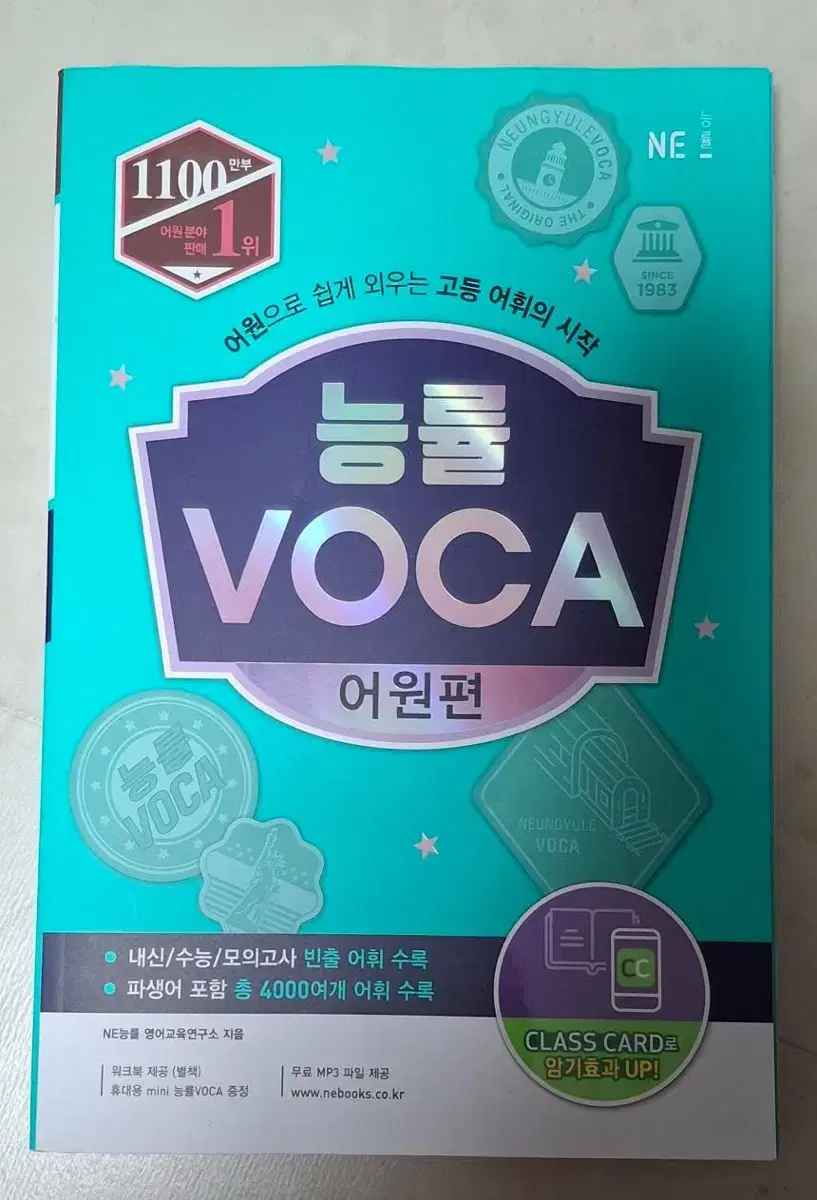 1100만부
어원 분야
판매 1위
NEUNGYULEVOCA
• THE ORIGINAL •
NE 능률
SINCE
1983
어원으로 쉽게 외우는 고등 어휘의 시작
능률
VOCA
어원편
능률
VOCA
NEUNGYULE
VOCA
• 내신/수능/모의고사 빈출 어휘 수록
• 파생어 포함 총 4000여개 어휘 수록
CC
CLASS CARD로
암기효과 UP!
NE능률 영어교육연구소 지음
워크북 제공 (별책)
휴대용 mini 능률VOCA 증정
무료 MP3 파일 제공
www.nebooks.co.kr